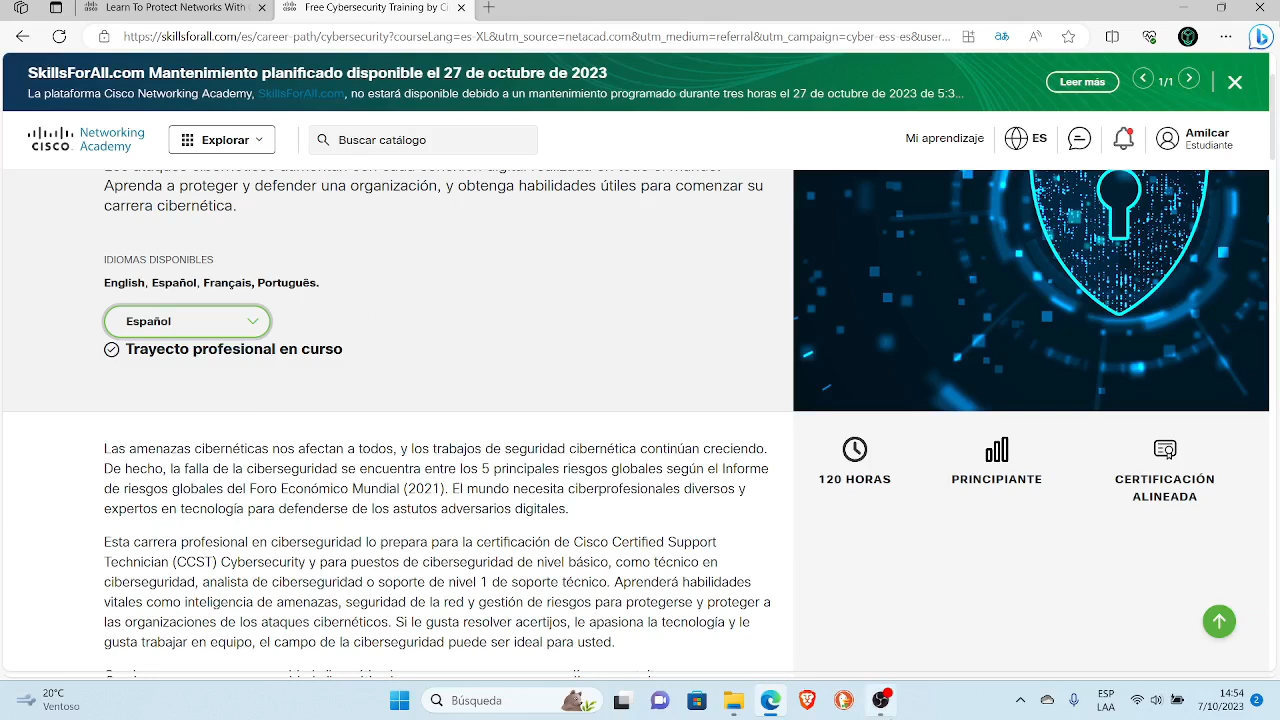 Learn To Protect Networks With
Free Cybersecurity Training by Ci
https://skillsforall.com/es/career-path/cybersecurity?courseLang=es-XL&utm_source=netacad.com&utm_medium=referral&utm_campaign=cyber-ess-es&user...
SkillsForAll.com Mantenimiento planificado disponible el 27 de octubre de 2023
La plataforma Cisco Networking Academy, SkillsForAll.com, no estará disponible debido a un mantenimiento programado durante tres horas el 27 de octubre de 2023 de 5:3...
Leer más
1/1
CISCO Networking Academy
Explorar
Buscar catálogo
Mi aprendizaje
ES
Amilcar
Estudiante
Aprenda a proteger y defender una organización, y obtenga habilidades útiles para comenzar su
carrera cibernética.
IDIOMAS DISPONIBLES
English, Español, Français, Português.
Español
Trayecto profesional en curso
Las amenazas cibernéticas nos afectan a todos, y los trabajos de seguridad cibernética continúan creciendo.
De hecho, la falla de la ciberseguridad se encuentra entre los 5 principales riesgos globales según el Informe
de riesgos globales del Foro Económico Mundial (2021). El mundo necesita ciberprofesionales diversos y
expertos en tecnología para defenderse de los astutos adversarios digitales.
Esta carrera profesional en ciberseguridad lo prepara para la certificación de Cisco Certified Support
Technician (CCST) Cybersecurity y para puestos de ciberseguridad de nivel básico, como técnico en
ciberseguridad, analista de ciberseguridad o soporte de nivel 1 de soporte técnico. Aprenderá habilidades
vitales como inteligencia de amenazas, seguridad de la red y gestión de riesgos para protegerse y proteger a
las organizaciones de los ataques cibernéticos. Si le gusta resolver acertijos, le apasiona la tecnología y le
gusta trabajar en equipo, el campo de la ciberseguridad puede ser ideal para usted.
120 HORAS
PRINCIPIANTE
CERTIFICACIÓN
ALINEADA
20°C
Ventoso
Búsqueda
ESP
LAA
14:54
7/10/2023
2